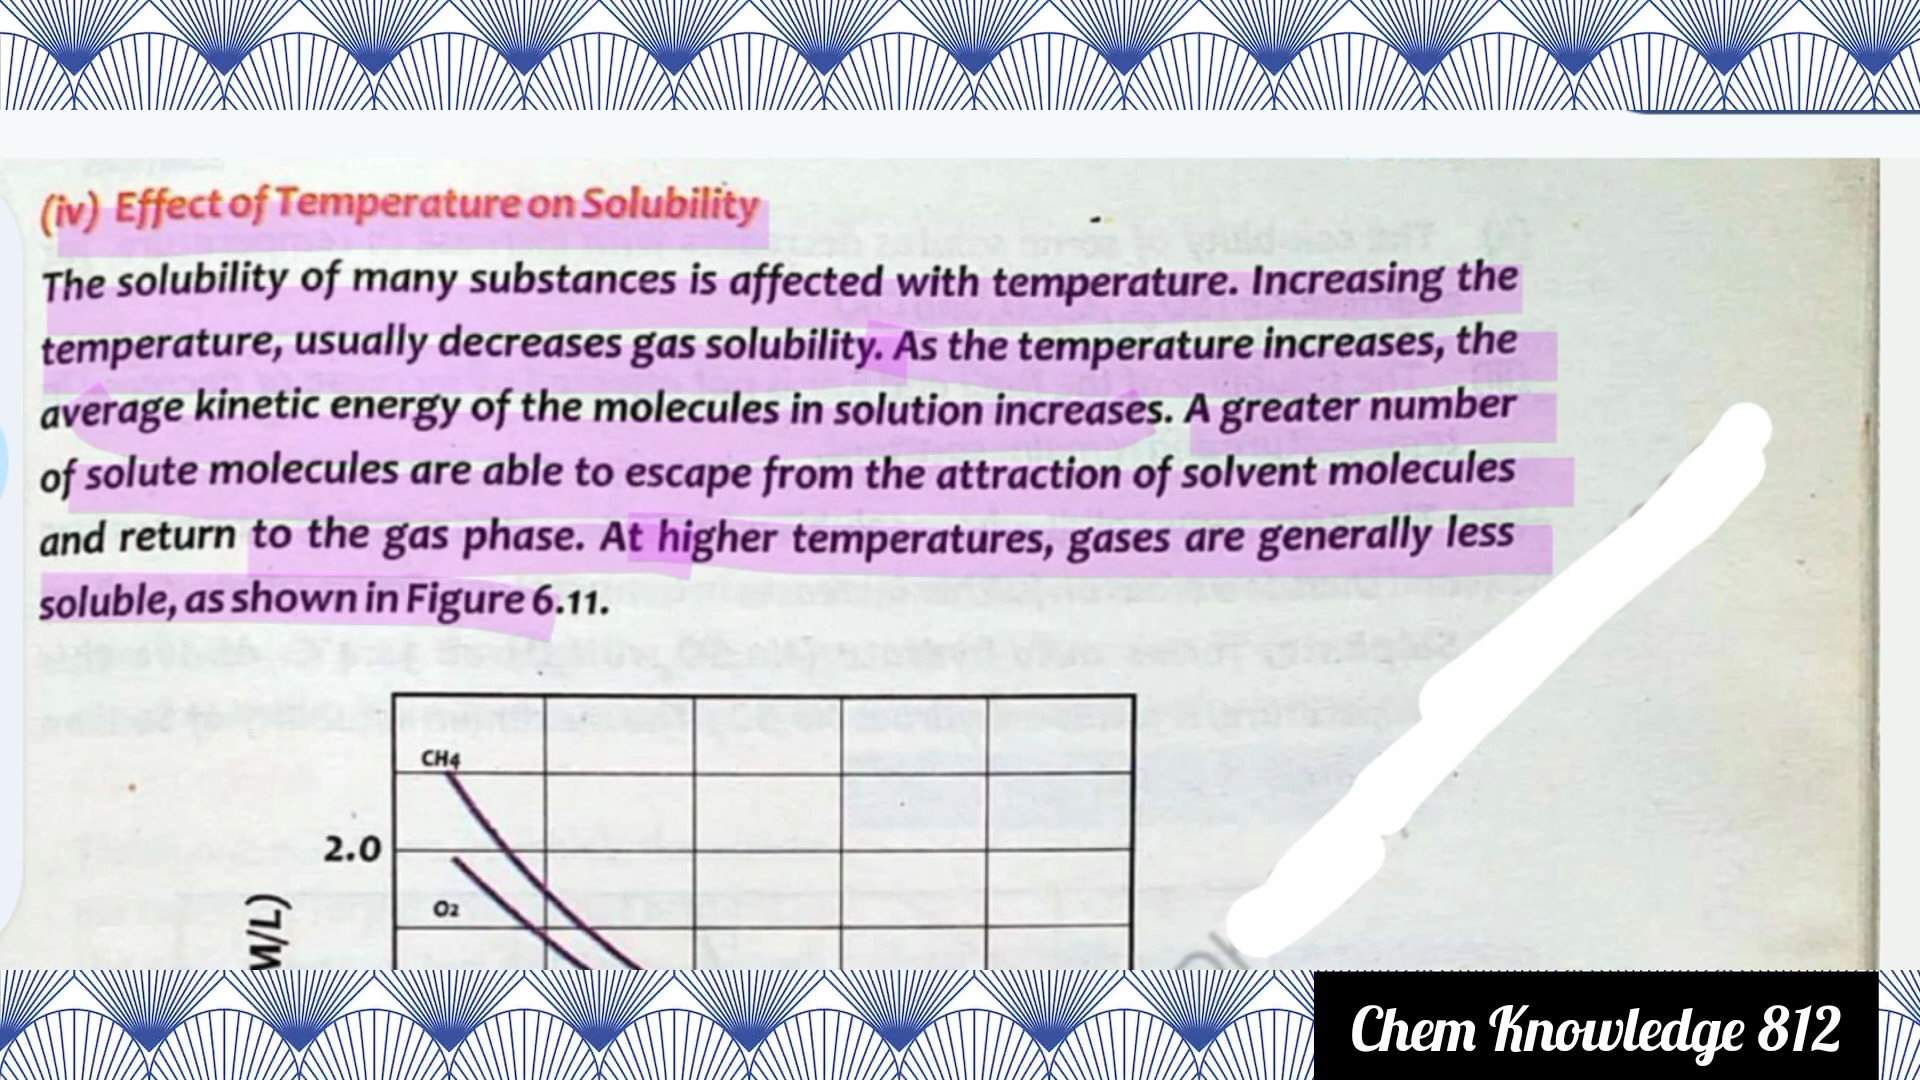 (iv) Effect of Temperature on Solubility
The solubility of many substances is affected with temperature. Increasing the
temperature, usually decreases gas solubility. As the temperature increases, the
average kinetic energy of the molecules in solution increases. A greater number
of solute molecules are able to escape from the attraction of solvent molecules
and return to the gas phase. At higher temperatures, gases are generally less
soluble, as shown in Figure 6.11.
CH4
2.0
O2
M/L)
Chem Knowledge 812